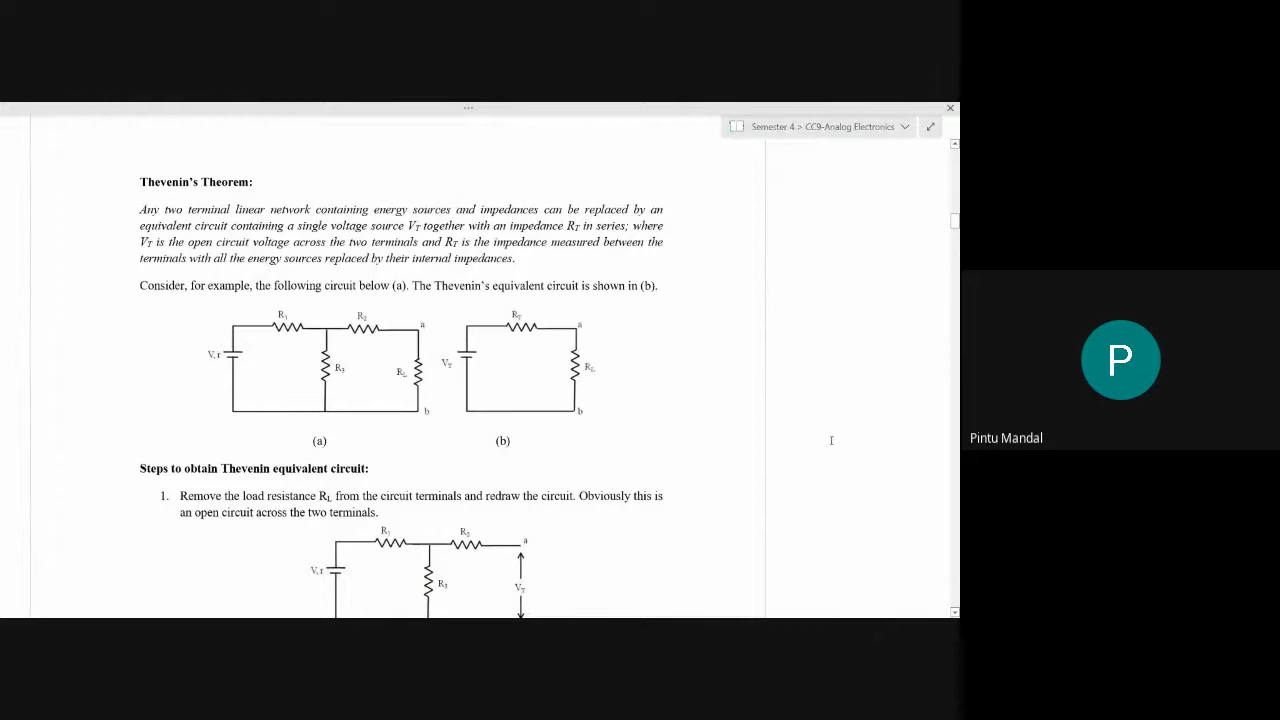 Semester 4 > CC9-Analog Electronics
Thevenin's Theorem:
Any two terminal linear network containing energy sources and impedances can be replaced by an
equivalent circuit containing a single voltage source VT together with an impedance RT in series; where
VT is the open circuit voltage across the two terminals and RT is the impedance measured between the
terminals with all the energy sources replaced by their internal impedances.
Consider, for example, the following circuit below (a). The Thevenin's equivalent circuit is shown in (b).
R1 R2 a RT a
V, r R3 RL VT RL
b b
(a) (b)
Steps to obtain Thevenin equivalent circuit:
1. Remove the load resistance RL from the circuit terminals and redraw the circuit. Obviously this is
an open circuit across the two terminals.
R1 R2 a
V, r R3 VT
P
Pintu Mandal